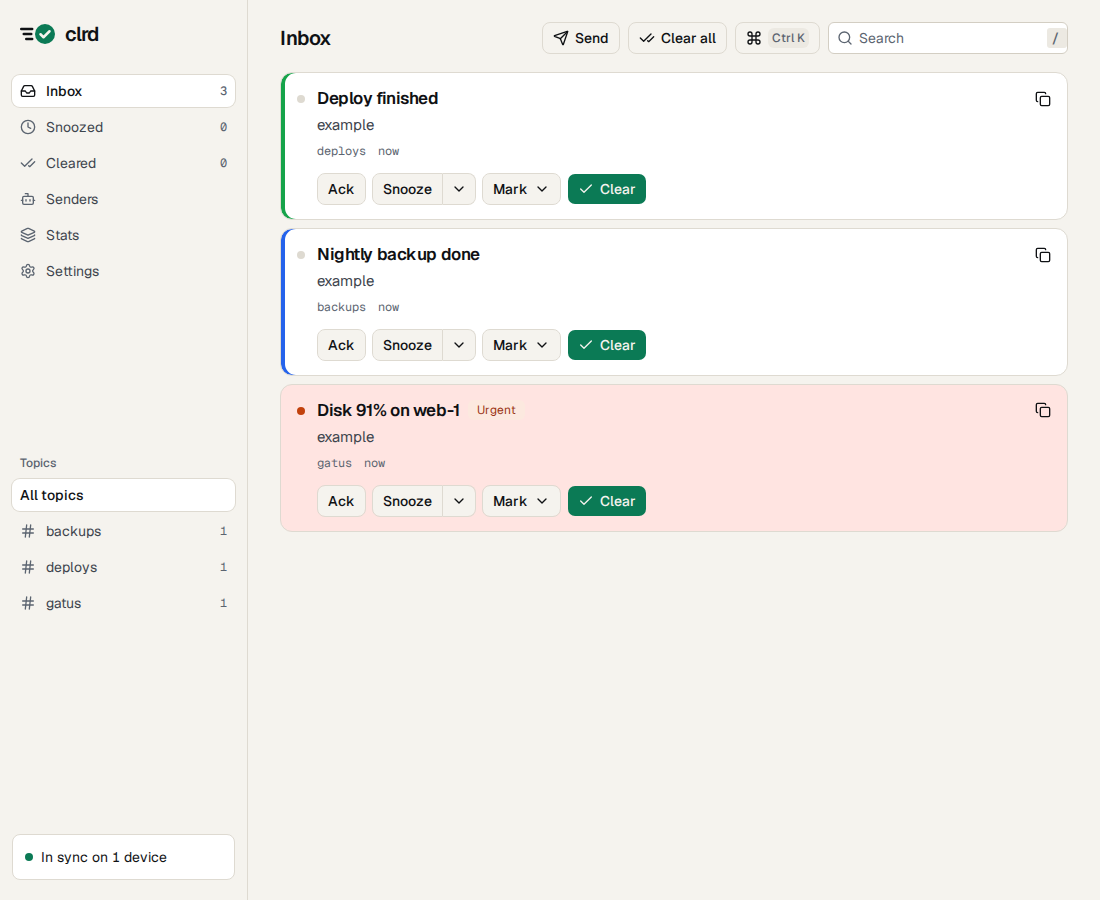 clrd
Inbox 3
Snoozed 0
Cleared 0
Senders
Stats
Settings
Topics
All topics
backups 1
deploys 1
gatus 1
In sync on 1 device
Inbox
Send
Clear all
Ctrl K
Search /
Deploy finished
example
deploys now
Ack Snooze Mark Clear
Nightly backup done
example
backups now
Ack Snooze Mark Clear
Disk 91% on web-1 Urgent
example
gatus now
Ack Snooze Mark Clear